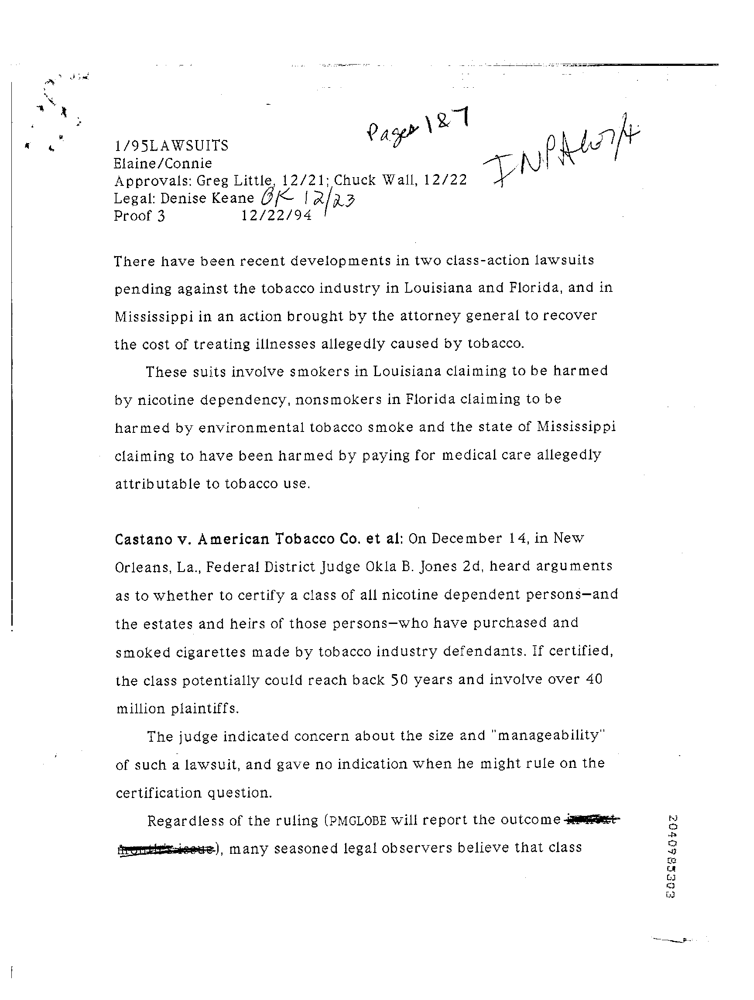 Pages 1 & 7
1/95LAWSUITS
Elaine/Connie
Approvals: Greg Little, 12/21; Chuck Wall, 12/22
Legal: Denise Keane OK 12/23
Proof 3 12/22/94
There have been recent developments in two class-action lawsuits
pending against the tobacco industry in Louisiana and Florida, and in
Mississippi in an action brought by the attorney general to recover
the cost of treating illnesses allegedly caused by tobacco.
These suits involve smokers in Louisiana claiming to be harmed
by nicotine dependency, nonsmokers in Florida claiming to be
harmed by environmental tobacco smoke and the state of Mississippi
claiming to have been harmed by paying for medical care allegedly
attributable to tobacco use.
Castano v. American Tobacco Co. et al: On December 14, in New
Orleans, La., Federal District Judge Okla B. Jones 2d, heard arguments
as to whether to certify a class of all nicotine dependent persons—and
the estates and heirs of those persons—who have purchased and
smoked cigarettes made by tobacco industry defendants. If certified,
the class potentially could reach back 50 years and involve over 40
million plaintiffs.
The judge indicated concern about the size and "manageability"
of such a lawsuit, and gave no indication when he might rule on the
certification question.
Regardless of the ruling (PMGLOBE will report the outcome
), many seasoned legal observers believe that class
2040985303